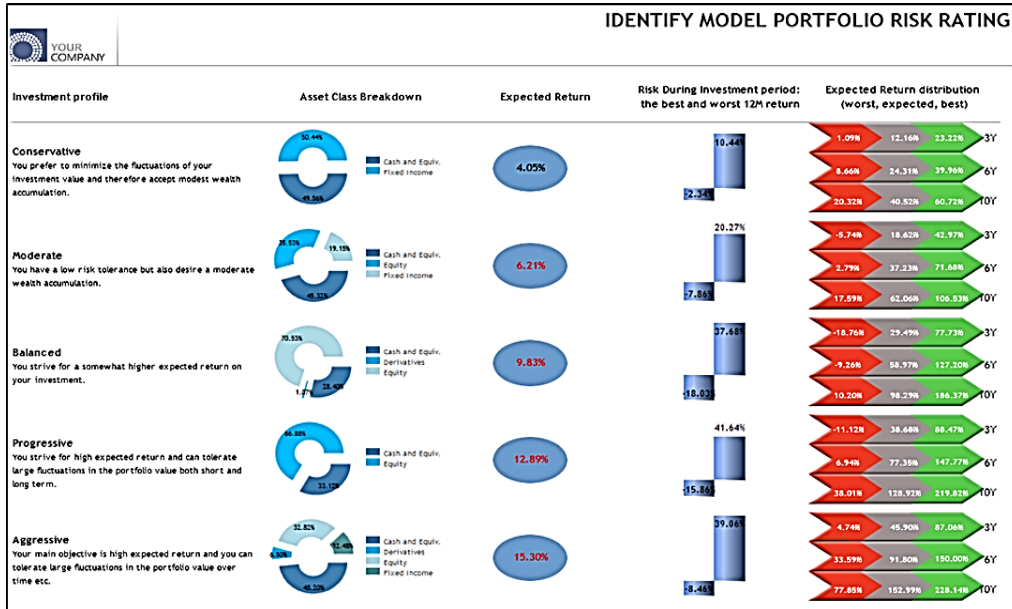 IDENTIFY MODEL PORTFOLIO RISK RATING
YOUR
COMPANY
Investment profile
Asset Class Breakdown
Expected Return
Risk During Investment period:
the best and worst 12M return
Expected Return distribution
(worst, expected, best)
Conservative
You prefer to minimize the fluctuations of your
investment value and therefore accept modest wealth
accumulation.
50.44%
49.56%
Cash and Equiv.
Fixed Income
4.05%
10.44%
-2.34%
1.09% 12.16% 23.22% 3Y
8.66% 24.31% 39.96% 6Y
20.32% 40.52% 60.72% 10Y
Moderate
You have a low risk tolerance but also desire a moderate
wealth accumulation.
35.53%
19.15%
45.32%
Cash and Equiv.
Equity
Fixed Income
6.21%
20.27%
-7.86%
-5.74% 18.62% 42.97% 3Y
2.79% 37.23% 71.68% 6Y
17.59% 62.06% 106.53% 10Y
Balanced
You strive for a somewhat higher expected return on
your investment.
70.53%
28.40%
Cash and Equiv.
Derivatives
Equity
9.83%
37.68%
-18.03%
-18.76% 29.49% 77.73% 3Y
-9.26% 58.97% 127.20% 6Y
10.20% 98.29% 186.37% 10Y
Progressive
You strive for high expected return and can tolerate
large fluctuations in the portfolio value both short and
long term.
66.88%
33.12%
Cash and Equiv.
Equity
12.89%
41.64%
-15.86%
-11.12% 38.68% 88.47% 3Y
6.94% 77.35% 147.77% 6Y
38.01% 128.92% 219.82% 10Y
Aggressive
Your main objective is high expected return and you can
tolerate large fluctuations in the portfolio value over
time etc.
32.82%
12.48%
Cash and Equiv.
Derivatives
Equity
Fixed Income
15.30%
39.06%
-8.46%
4.74% 45.90% 87.06% 3Y
33.59% 91.80% 150.00% 6Y
77.85% 152.99% 228.14% 10Y